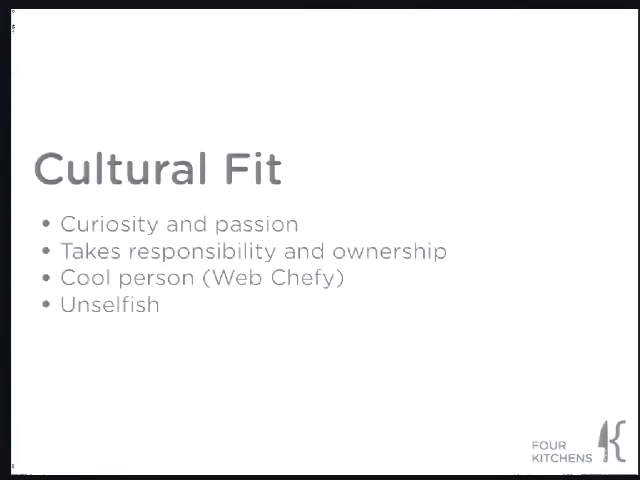 Cultural Fit
• Curiosity and passion
• Takes responsibility and ownership
• Cool person (Web Chefy)
• Unselfish
FOUR
KITCHENS